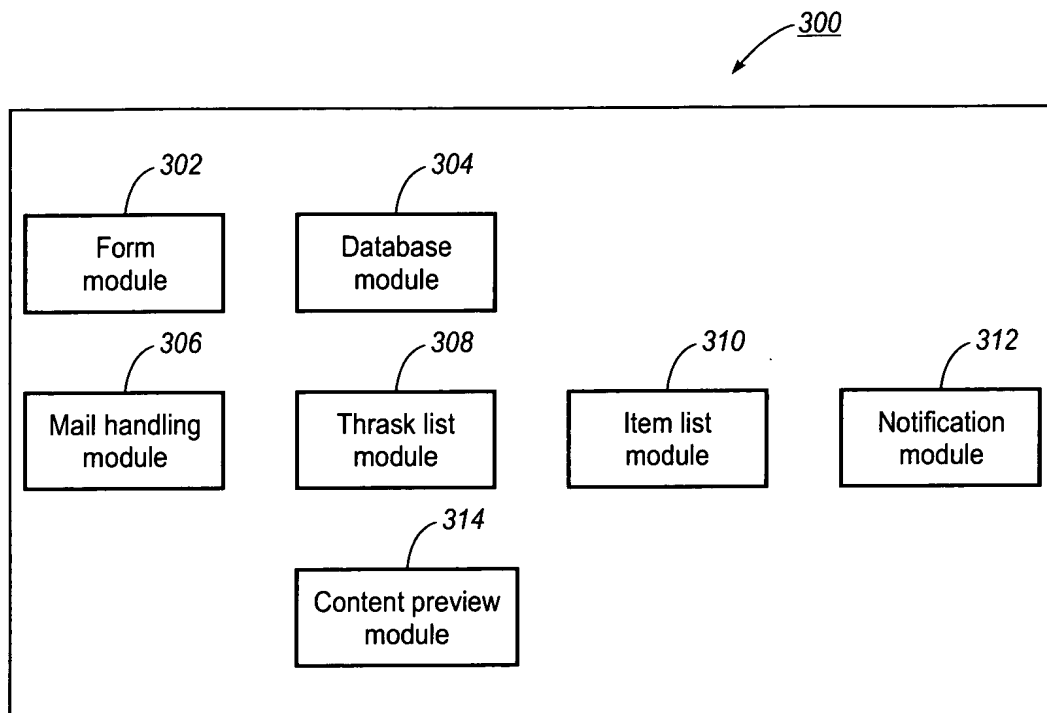 300
302
304
Form
module
Database
module
306
308
310
312
Mail handling
module
Thrask list
module
Item list
module
Notification
module
314
Content preview
module